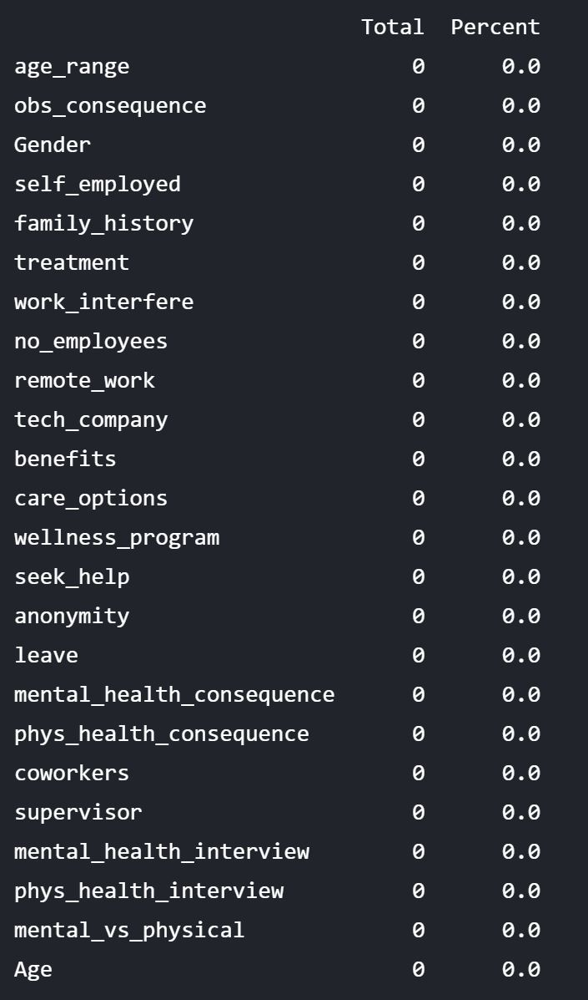 Total Percent
age_range 0 0.0
obs_consequence 0 0.0
Gender 0 0.0
self_employed 0 0.0
family_history 0 0.0
treatment 0 0.0
work_interfere 0 0.0
no_employees 0 0.0
remote_work 0 0.0
tech_company 0 0.0
benefits 0 0.0
care_options 0 0.0
wellness_program 0 0.0
seek_help 0 0.0
anonymity 0 0.0
leave 0 0.0
mental_health_consequence 0 0.0
phys_health_consequence 0 0.0
coworkers 0 0.0
supervisor 0 0.0
mental_health_interview 0 0.0
phys_health_interview 0 0.0
mental_vs_physical 0 0.0
Age 0 0.0